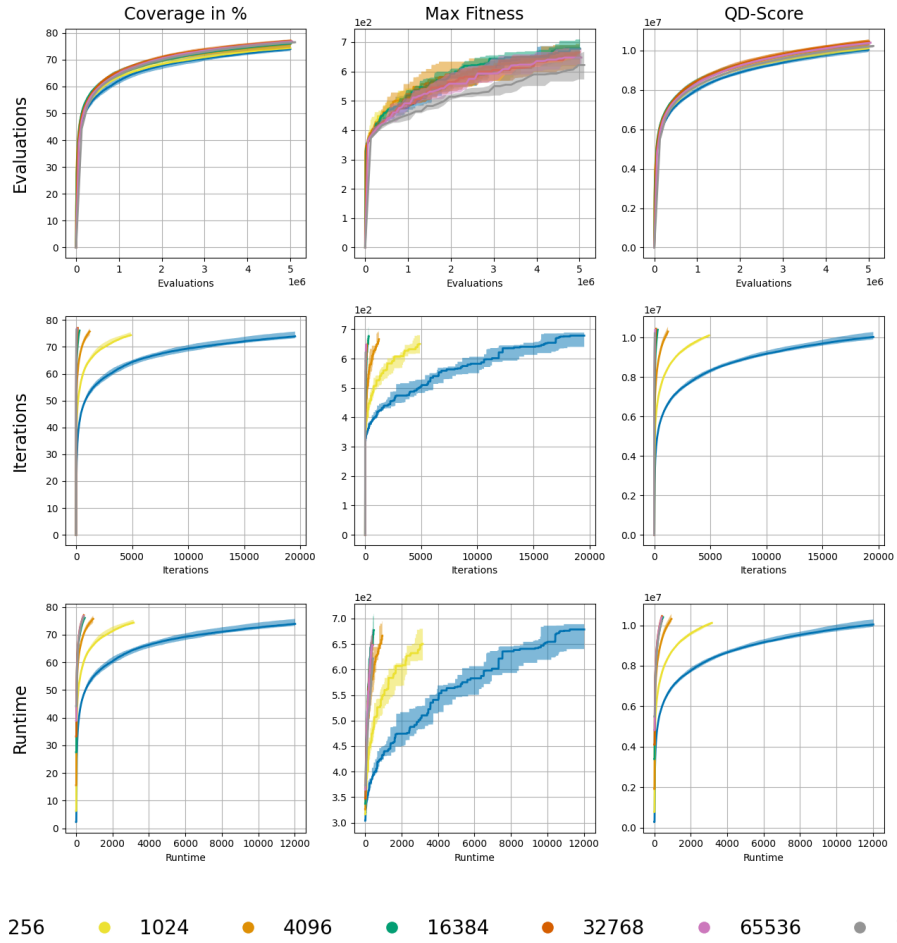 Coverage in % Max Fitness QD-Score
1e2 1e7
80 70 60 50 40 30 20 10 0
7 6 5 4 3 2 1 0
1.0 0.8 0.6 0.4 0.2 0.0
Evaluations
0 1 2 3 4 5
0 1 2 3 4 5
0 1 2 3 4 5
1e6 1e6 1e6
Evaluations Evaluations Evaluations
1e2 1e7
80 70 60 50 40 30 20 10 0
7 6 5 4 3 2 1 0
1.0 0.8 0.6 0.4 0.2 0.0
Iterations
0 5000 10000 15000 20000
0 5000 10000 15000 20000
0 5000 10000 15000 20000
Iterations Iterations Iterations
1e2 1e7
80 70 60 50 40 30 20 10 0
7.0 6.5 6.0 5.5 5.0 4.5 4.0 3.5 3.0
1.0 0.8 0.6 0.4 0.2 0.0
Runtime
0 2000 4000 6000 8000 10000 12000
0 2000 4000 6000 8000 10000 12000
0 2000 4000 6000 8000 10000 12000
Runtime Runtime Runtime
256 1024 4096 16384 32768 65536